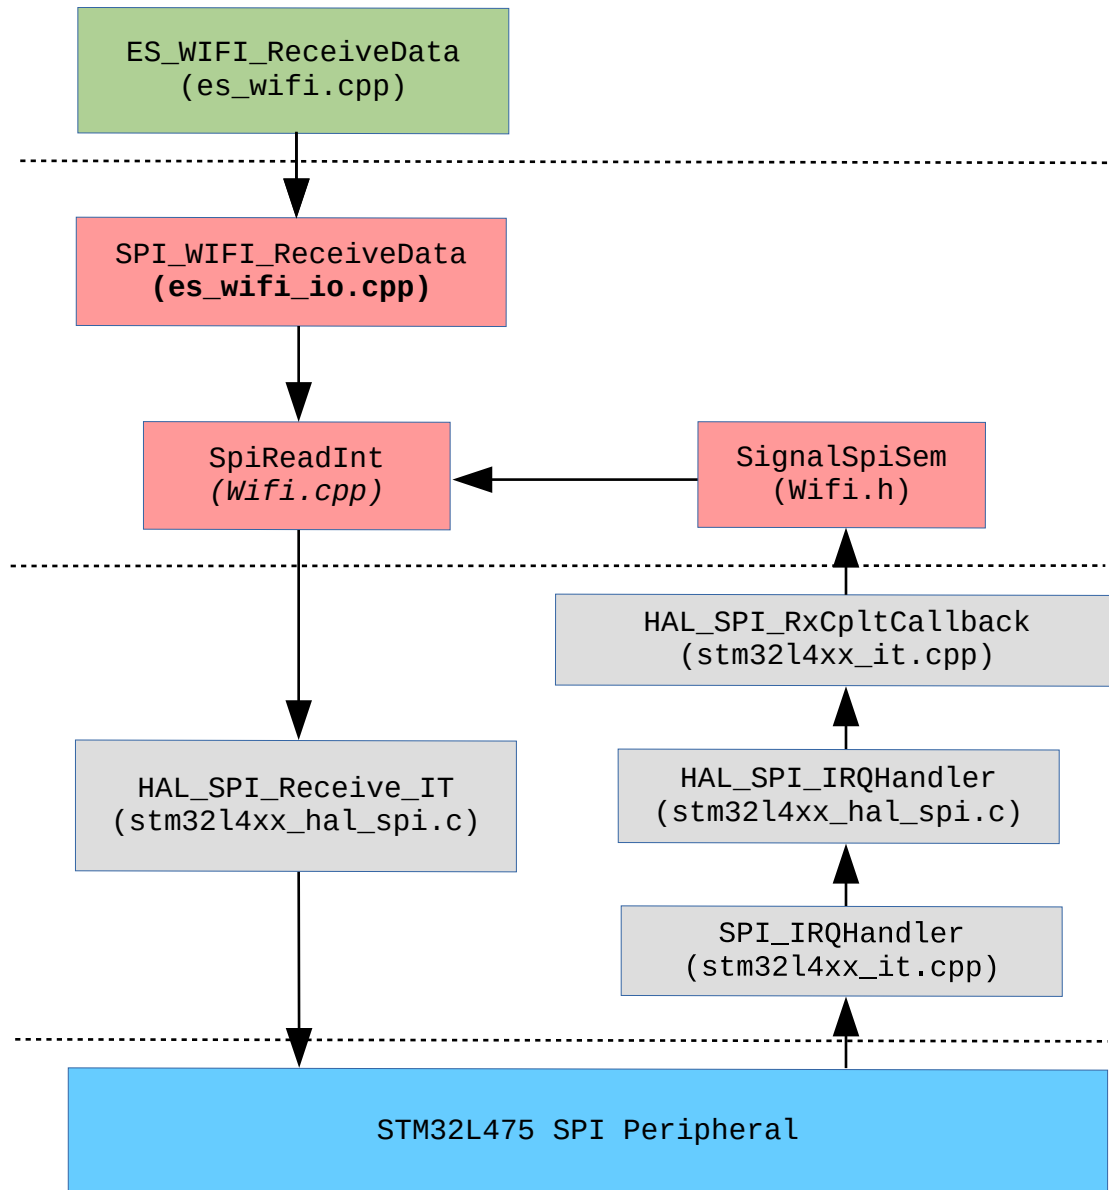 ES_WIFI_ReceiveData
(es_wifi.cpp)
SPI_WIFI_ReceiveData
(es_wifi_io.cpp)
SpiReadInt
(Wifi.cpp)
SignalSpiSem
(Wifi.h)
HAL_SPI_RxCpltCallback
(stm32l4xx_it.cpp)
HAL_SPI_Receive_IT
(stm32l4xx_hal_spi.c)
HAL_SPI_IRQHandler
(stm32l4xx_hal_spi.c)
SPI_IRQHandler
(stm32l4xx_it.cpp)
STM32L475 SPI Peripheral